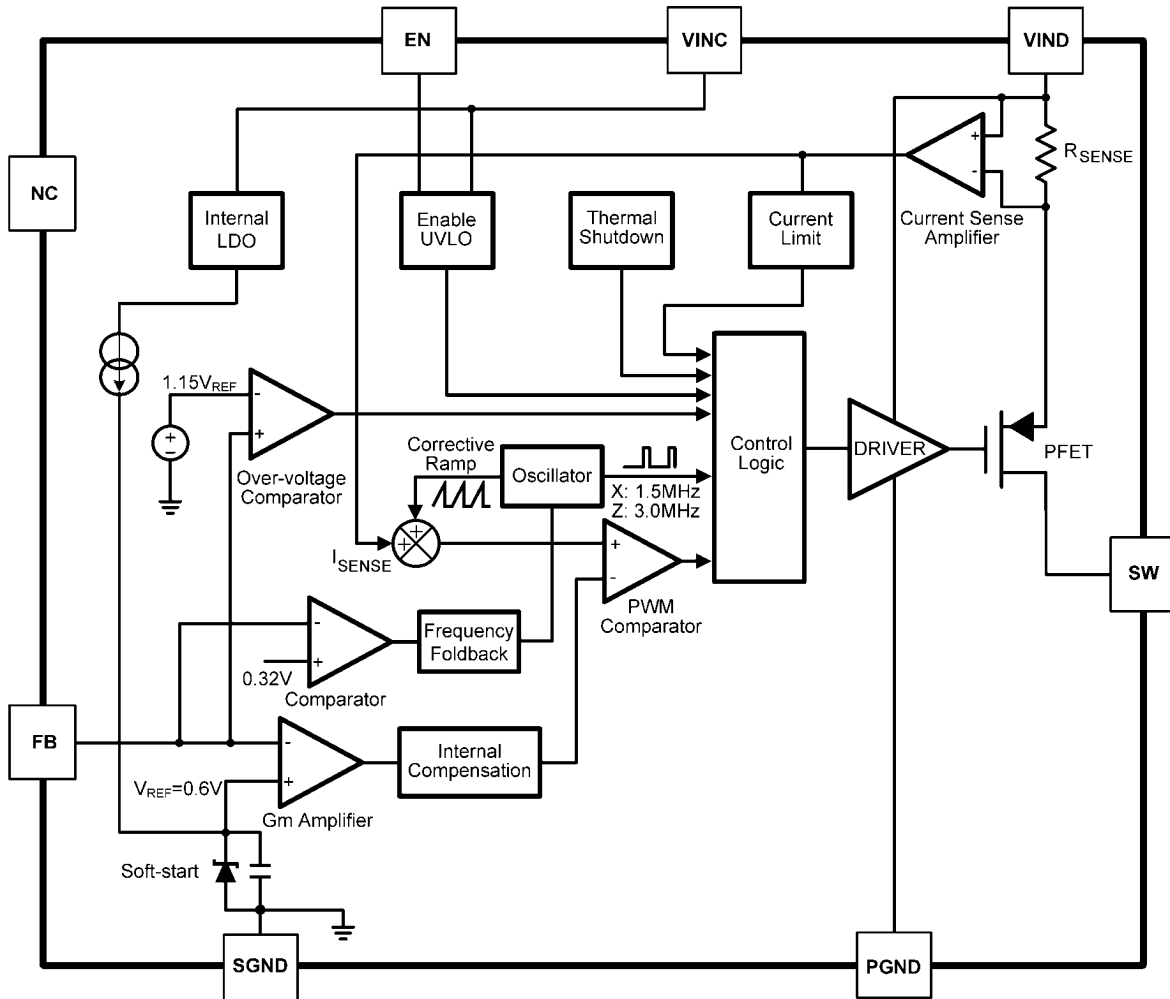 EN
VINC
VIND
NC
Internal
LDO
Enable
UVLO
Thermal
Shutdown
Current
Limit
+
-
Current Sense
Amplifier
RSENSE
1.15VREF
+
-
-
+
Over-voltage
Comparator
Corrective
Ramp
Oscillator
X: 1.5MHz
Z: 3.0MHz
Control
Logic
DRIVER
PFET
+
+
ISENSE
+
-
PWM
Comparator
SW
-
+
0.32V
Comparator
Frequency
Foldback
FB
-
+
VREF=0.6V
Gm Amplifier
Internal
Compensation
Soft-start
SGND
PGND